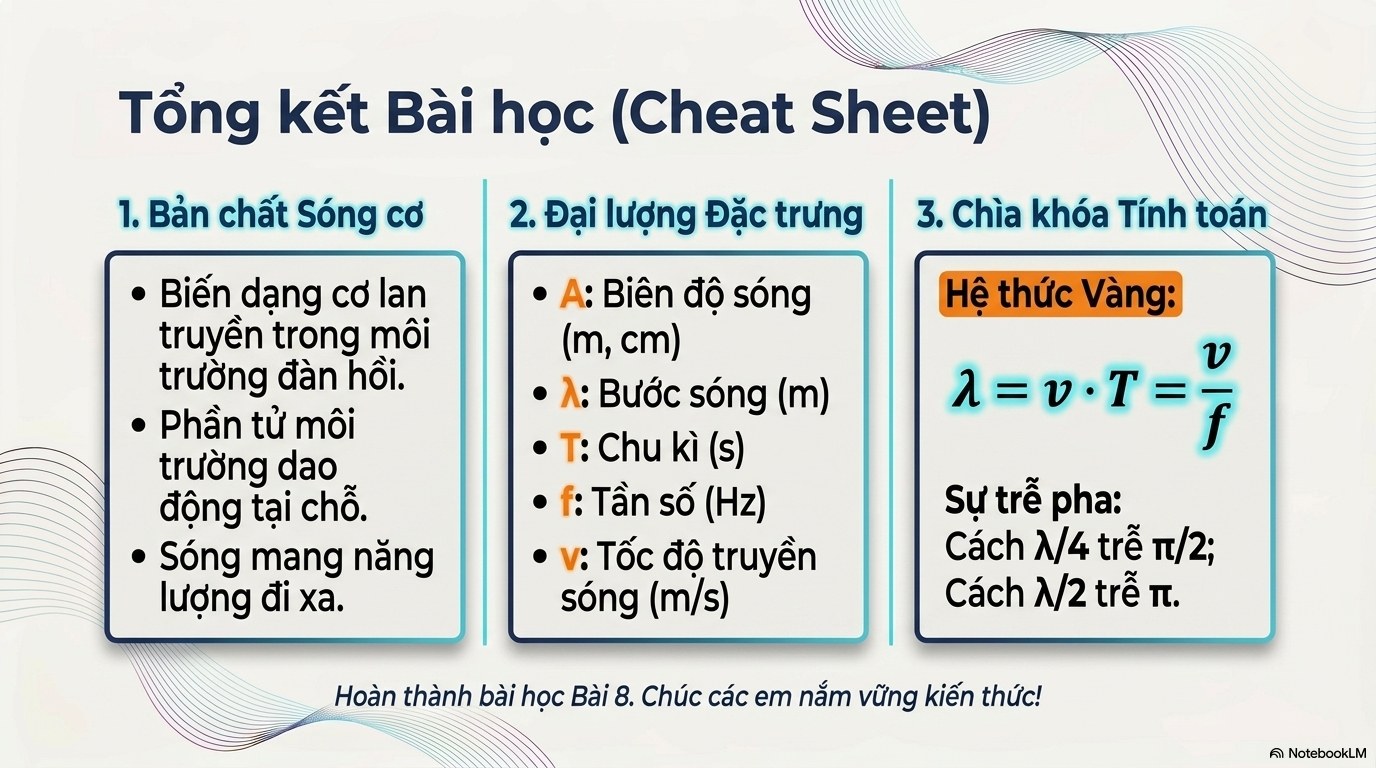 Tổng kết Bài học (Cheat Sheet)
1. Bản chất Sóng cơ
• Biến dạng cơ lan
truyền trong môi
trường đàn hồi.
• Phần tử môi
trường dao
động tại chỗ.
• Sóng mang năng
lượng đi xa.
2. Đại lượng Đặc trưng
• A: Biên độ sóng
(m, cm)
• λ: Bước sóng (m)
• T: Chu kì (s)
• f: Tần số (Hz)
• v: Tốc độ truyền
sóng (m/s)
3. Chìa khóa Tính toán
Hệ thức Vàng:
λ = v · T = v/f
Sự trễ pha:
Cách λ/4 trễ π/2;
Cách λ/2 trễ π.
Hoàn thành bài học Bài 8. Chúc các em nắm vững kiến thức!
NotebookLM